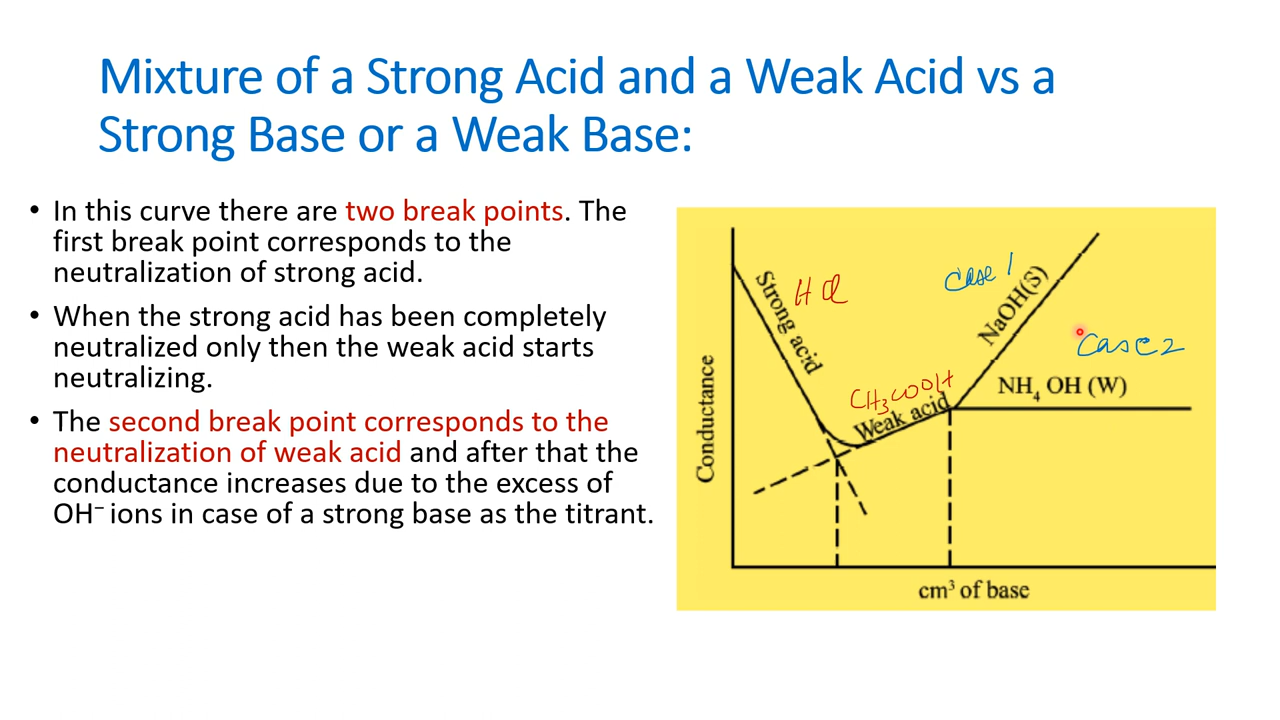 Mixture of a Strong Acid and a Weak Acid vs a
Strong Base or a Weak Base:
• In this curve there are two break points. The
first break point corresponds to the
neutralization of strong acid.
• When the strong acid has been completely
neutralized only then the weak acid starts
neutralizing.
• The second break point corresponds to the
neutralization of weak acid and after that the
conductance increases due to the excess of
OH⁻ ions in case of a strong base as the titrant.
Conductance
Strong acid
HCl
CH₃COOH
Weak acid
Case 1
NaOH(S)
Case 2
NH₄ OH (W)
cm³ of base